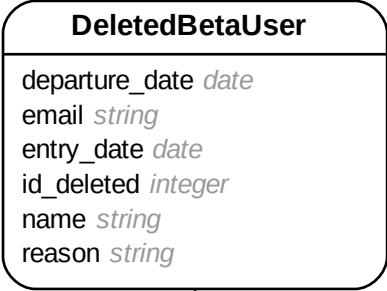 DeletedBetaUser
departure_date date
email string
entry_date date
id_deleted integer
name string
reason string